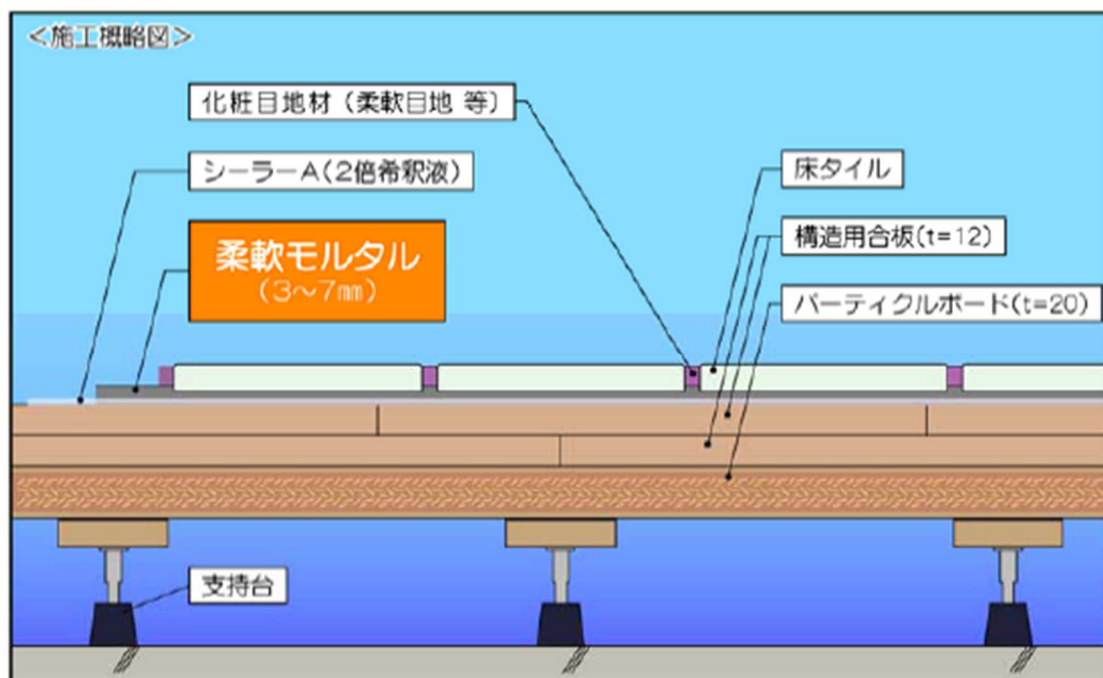 ＜施工概略図＞
化粧目地材（柔軟目地 等）
シーラーA(2倍希釈液)
床タイル
柔軟モルタル
（3〜7㎜）
構造用合板(t=12)
パーティクルボード(t=20)
支持台